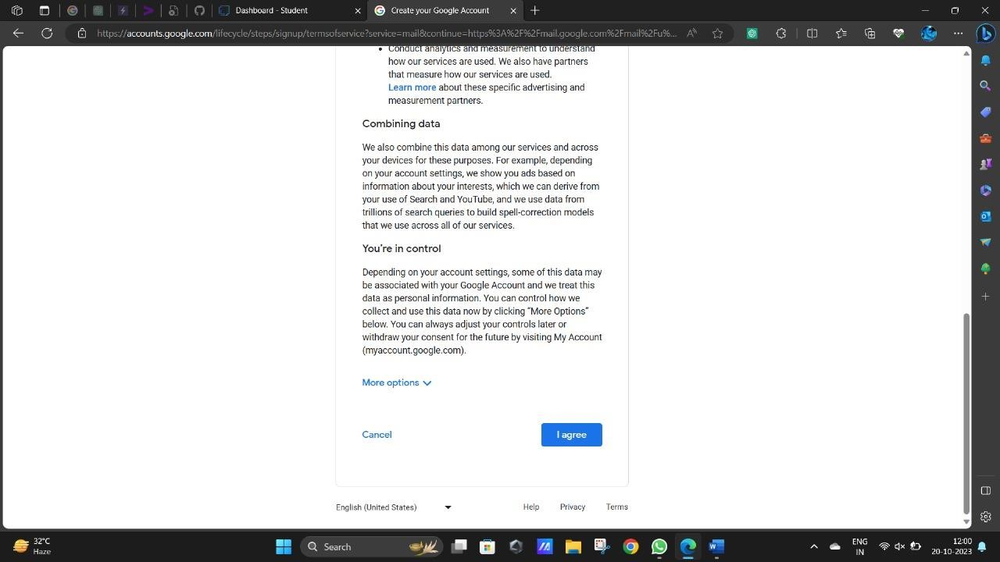 Dashboard - Student
Create your Google Account
https://accounts.google.com/lifecycle/steps/signup/termsofservice?service=mail&continue=https%3A%2F%2Fmail.google.com%2Fmail%2Fu%...
• Conduct analytics and measurement to understand
how our services are used. We also have partners
that measure how our services are used.
Learn more about these specific advertising and
measurement partners.
Combining data
We also combine this data among our services and across
your devices for these purposes. For example, depending
on your account settings, we show you ads based on
information about your interests, which we can derive from
your use of Search and YouTube, and we use data from
trillions of search queries to build spell-correction models
that we use across all of our services.
You're in control
Depending on your account settings, some of this data may
be associated with your Google Account and we treat this
data as personal information. You can control how we
collect and use this data now by clicking “More Options”
below. You can always adjust your controls later or
withdraw your consent for the future by visiting My Account
(myaccount.google.com).
More options
Cancel
I agree
English (United States)
Help Privacy Terms
32°C
Haze
Search
ENG
IN
12:00
20-10-2023